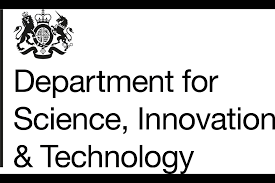 Department for
Science, Innovation
& Technology